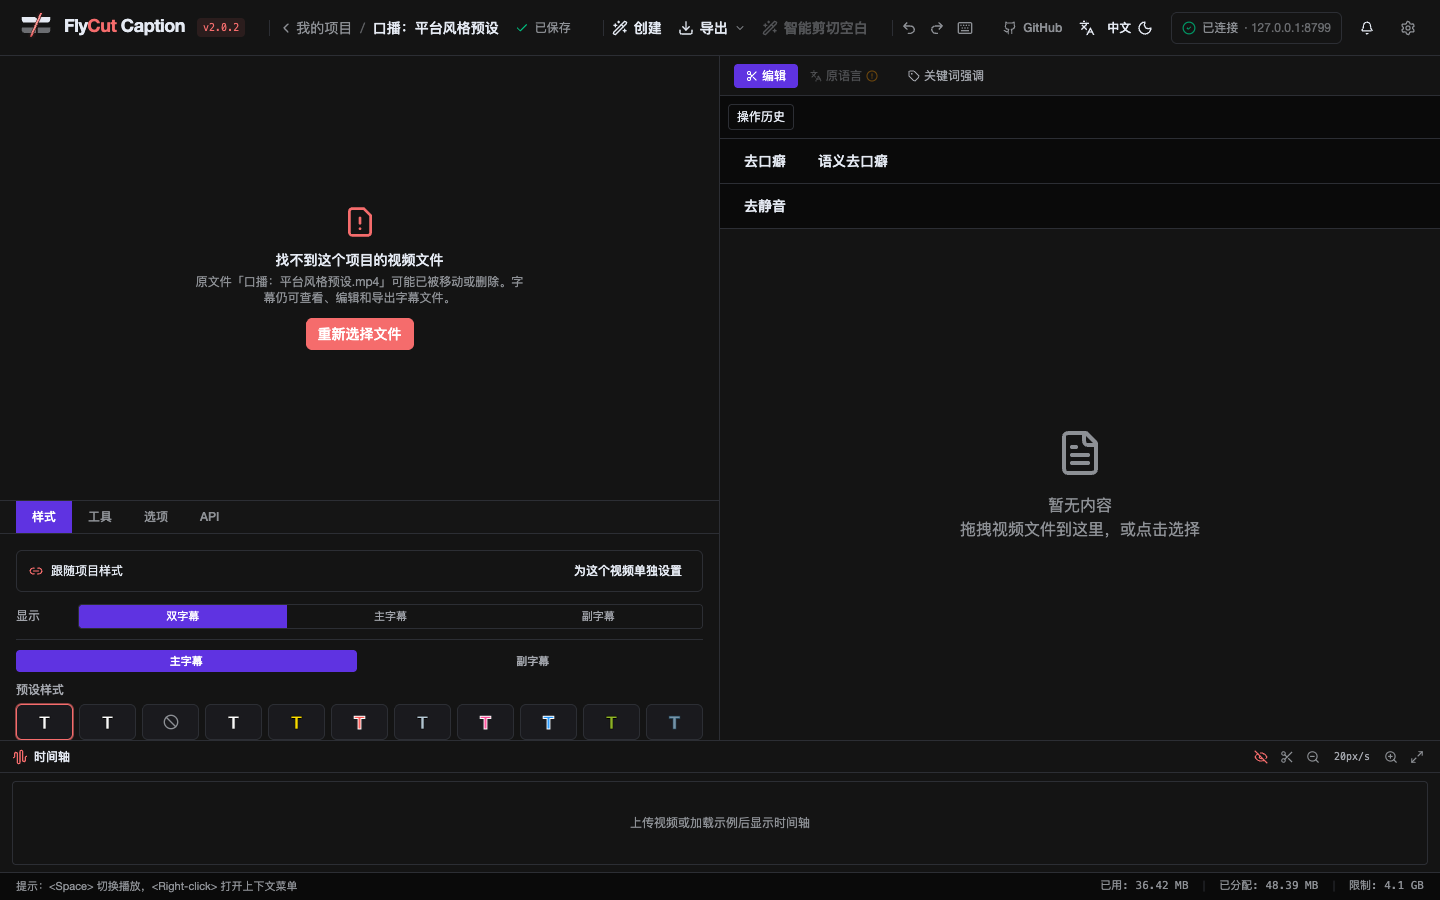 FlyCut Caption v2.0.2 我的项目 / 口播：平台风格预设 已保存 创建 导出 智能剪切空白 GitHub 中文 已连接 · 127.0.0.1:8799
编辑 原语言 关键词强调
操作历史
去口癖 语义去口癖
去静音
找不到这个项目的视频文件
原文件「口播：平台风格预设.mp4」可能已被移动或删除。字
幕仍可查看、编辑和导出字幕文件。
重新选择文件
暂无内容
拖拽视频文件到这里，或点击选择
样式 工具 选项 API
跟随项目样式 为这个视频单独设置
显示 双字幕 主字幕 副字幕
主字幕 副字幕
预设样式
T T T T T T T T T T
时间轴 20px/s
上传视频或加载示例后显示时间轴
提示：<Space> 切换播放，<Right-click> 打开上下文菜单 已用: 36.42 MB 已分配: 48.39 MB 限制: 4.1 GB